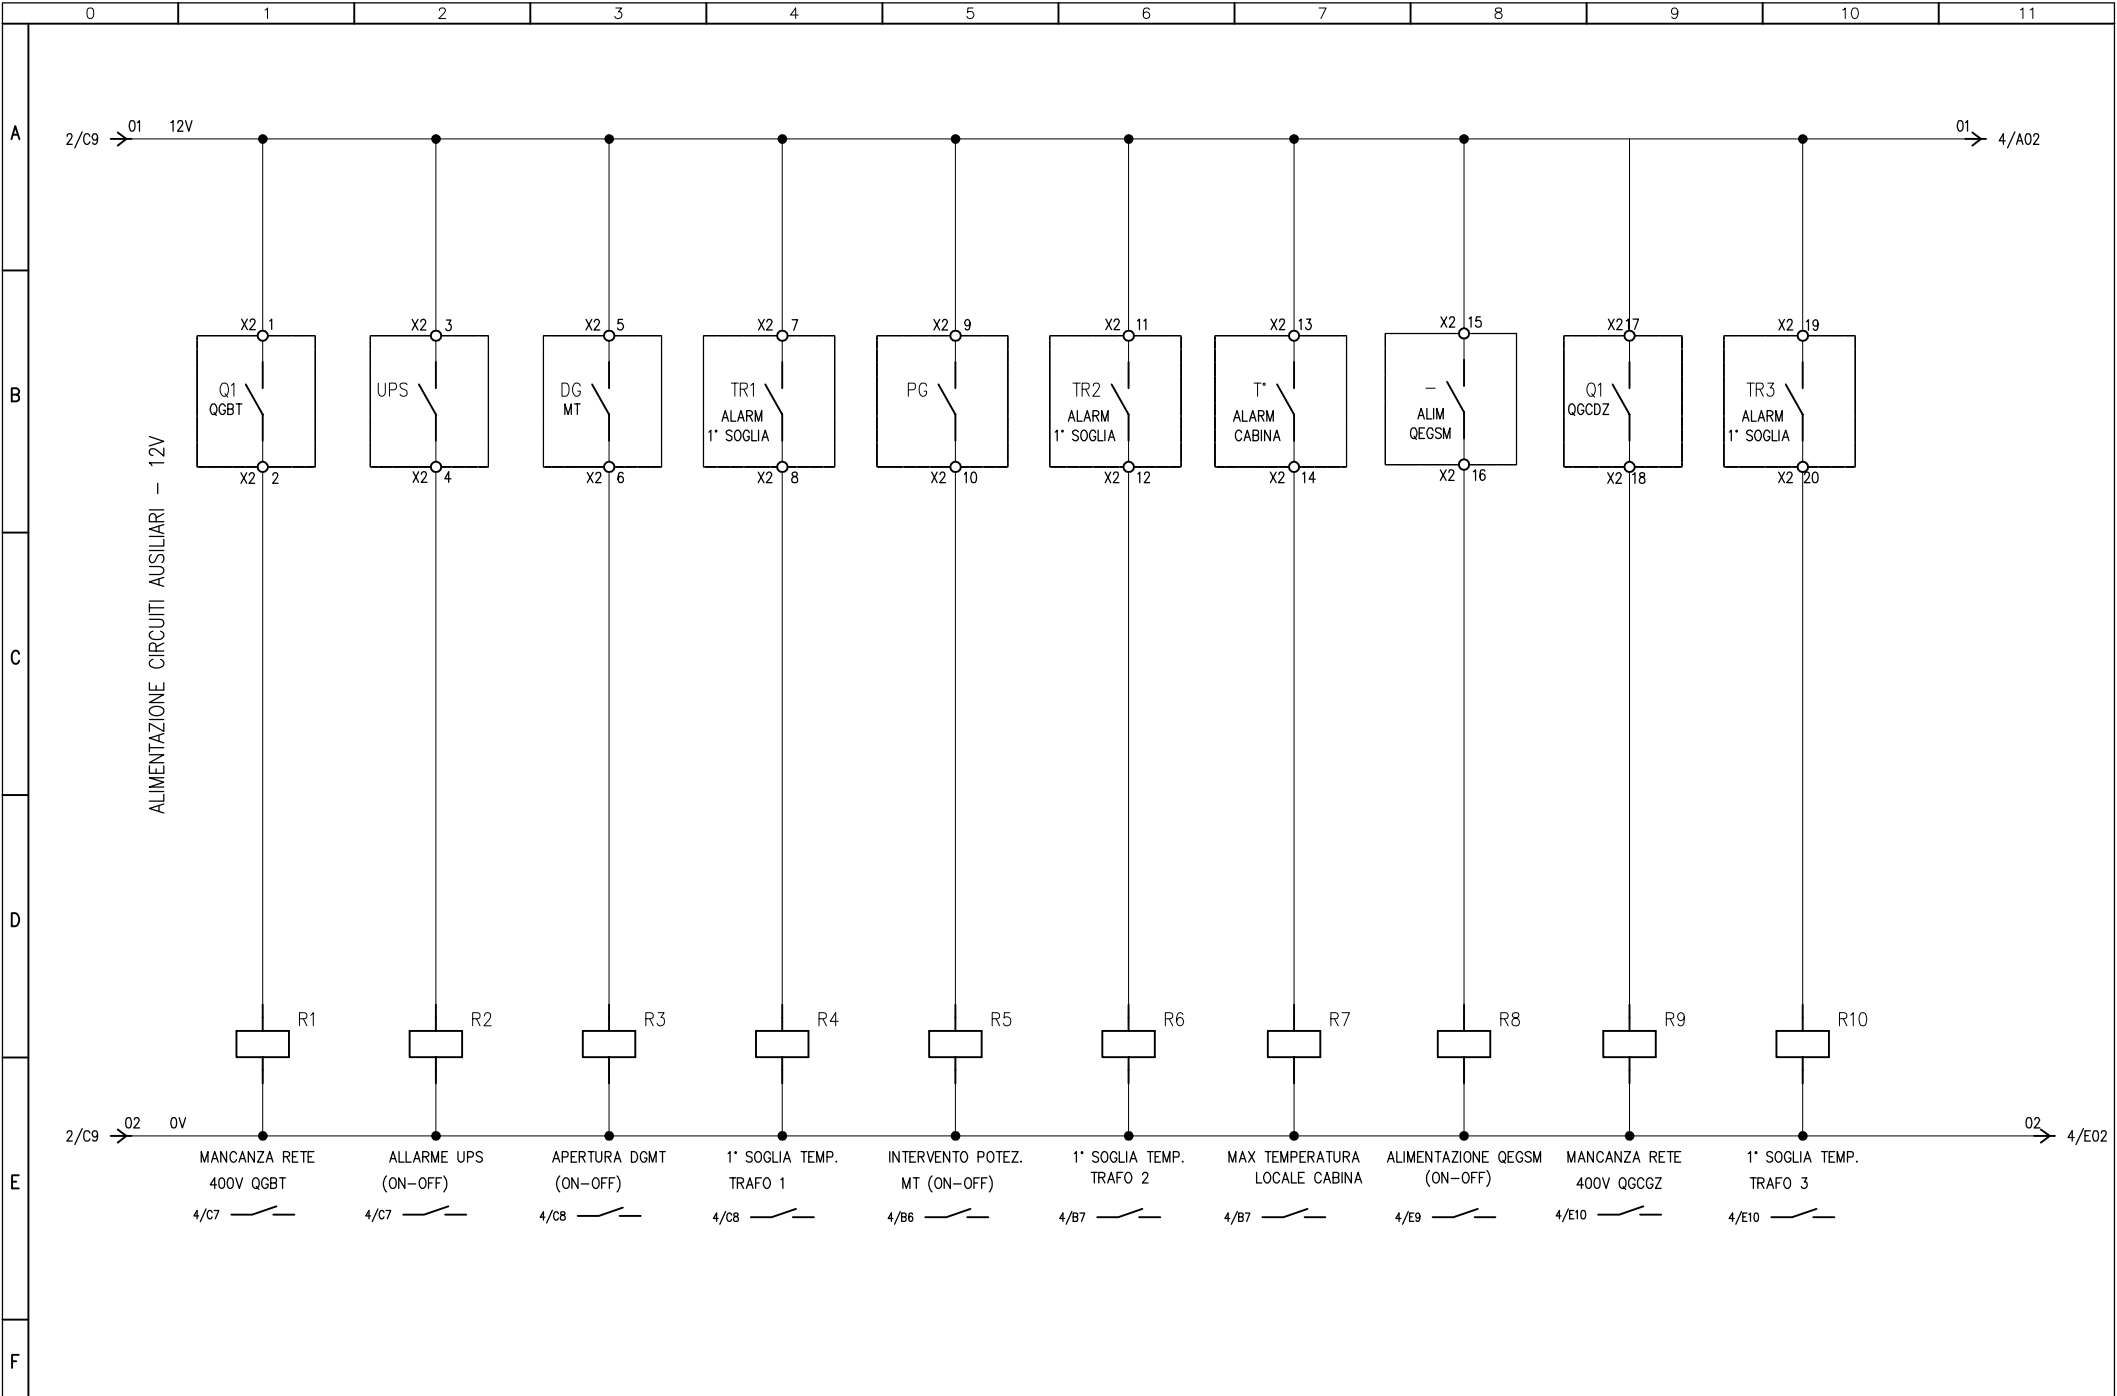 0 1 2 3 4 5 6 7 8 9 10 11
A
2/C9 01 12V 01 4/A02
X2 1 X2 3 X2 5 X2 7 X2 9 X2 11 X2 13 X2 15 X2 17 X2 19
B
Q1 UPS DG TR1 PG TR2 T° – Q1 TR3
QGBT MT ALARM ALARM ALARM ALIM QGCDZ ALARM
1° SOGLIA 1° SOGLIA CABINA QEGSM 1° SOGLIA
X2 2 X2 4 X2 6 X2 8 X2 10 X2 12 X2 14 X2 16 X2 18 X2 20
ALIMENTAZIONE CIRCUITI AUSILIARI – 12V
C
D
R1 R2 R3 R4 R5 R6 R7 R8 R9 R10
2/C9 02 0V 02 4/E02
E
MANCANZA RETE
400V QGBT
4/C7
ALLARME UPS
(ON–OFF)
4/C7
APERTURA DGMT
(ON–OFF)
4/C8
1° SOGLIA TEMP.
TRAFO 1
4/C8
INTERVENTO POTEZ.
MT (ON–OFF)
4/B6
1° SOGLIA TEMP.
TRAFO 2
4/B7
MAX TEMPERATURA
LOCALE CABINA
4/B7
ALIMENTAZIONE QEGSM
(ON–OFF)
4/E9
MANCANZA RETE
400V QGCGZ
4/E10
1° SOGLIA TEMP.
TRAFO 3
4/E10
F